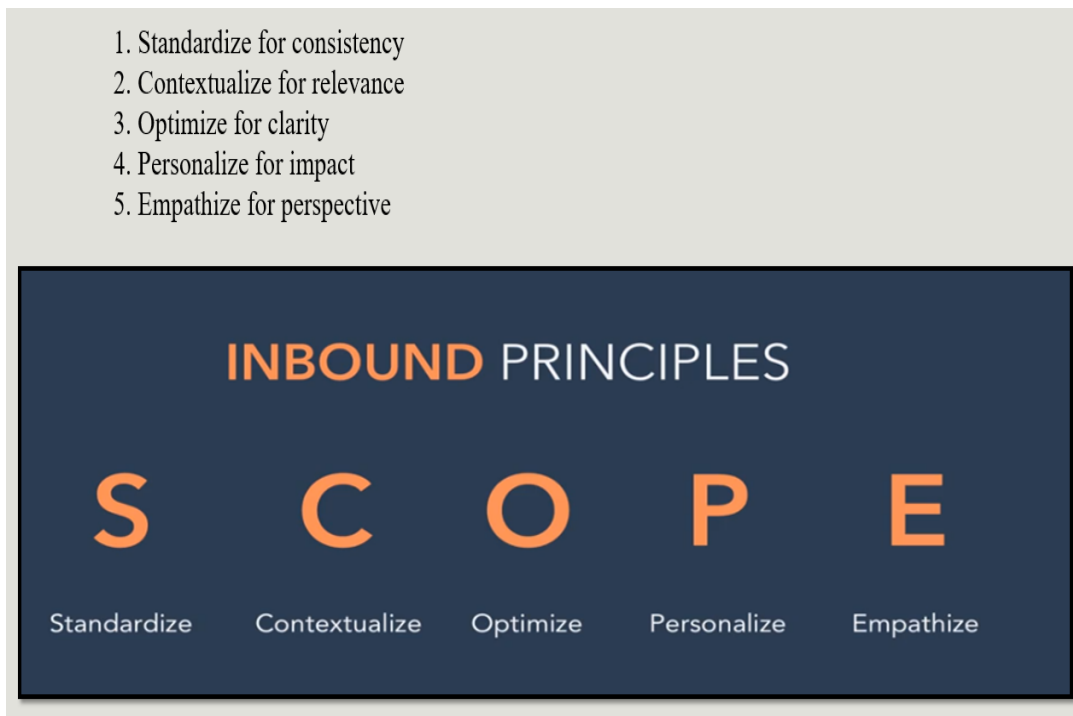 1. Standardize for consistency
2. Contextualize for relevance
3. Optimize for clarity
4. Personalize for impact
5. Empathize for perspective
INBOUND PRINCIPLES
S C O P E
Standardize Contextualize Optimize Personalize Empathize